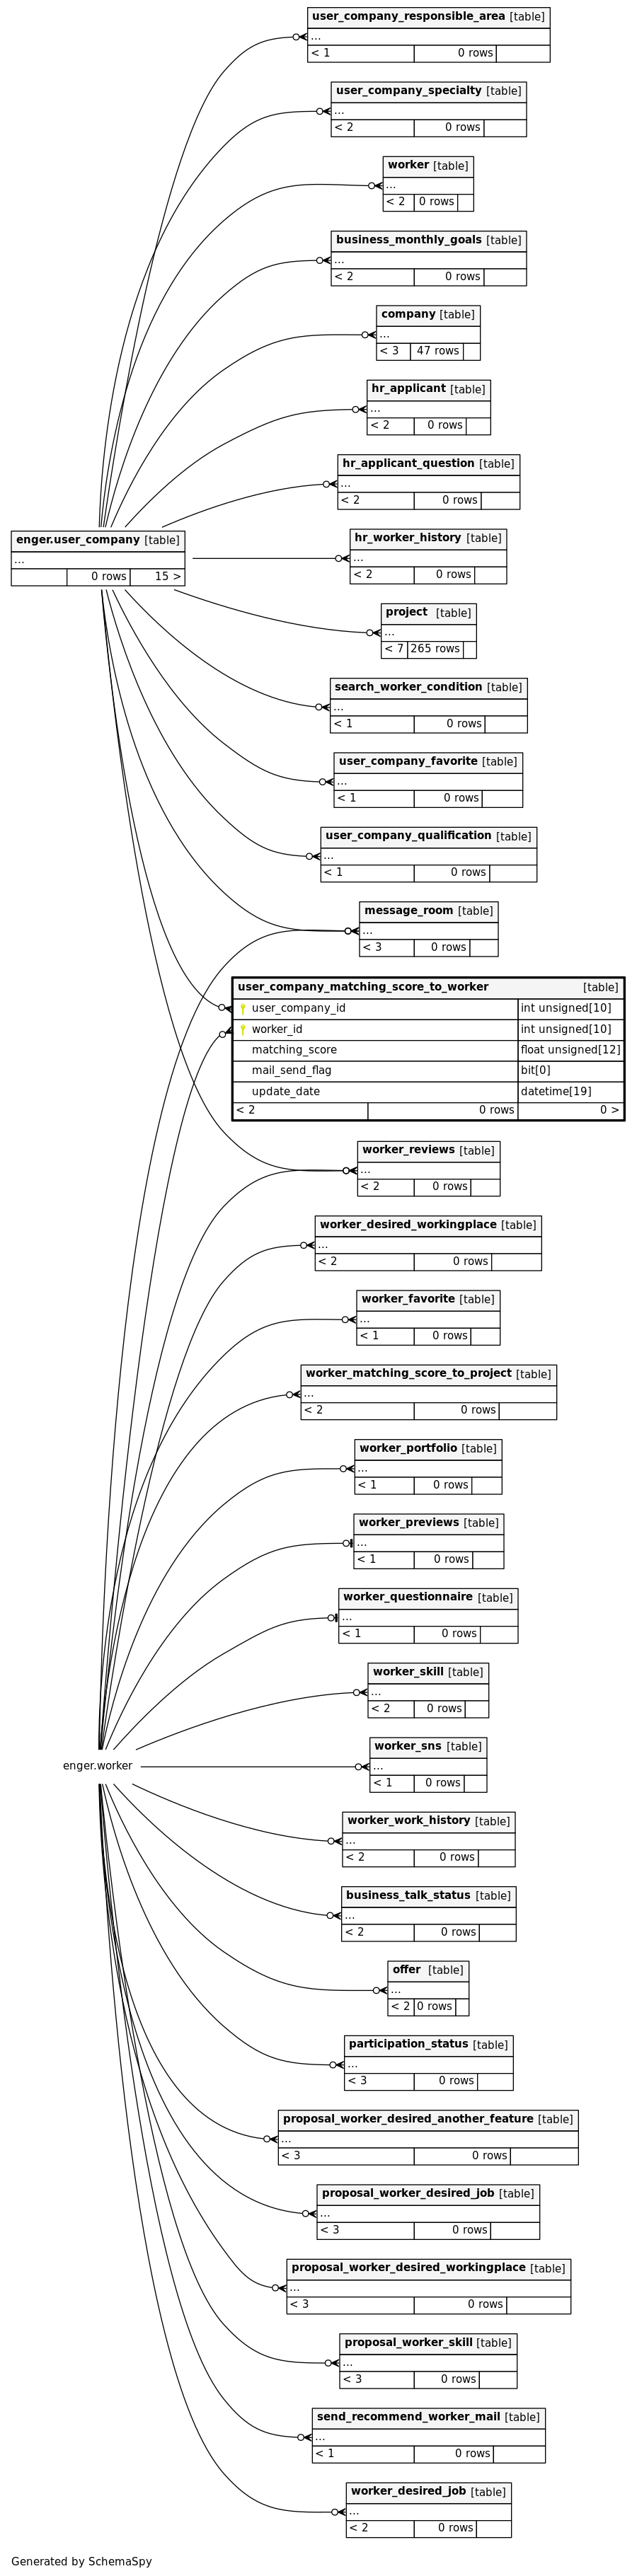 user_company_responsible_area [table]
...
< 1 0 rows
user_company_specialty [table]
...
< 2 0 rows
worker [table]
...
< 2 0 rows
business_monthly_goals [table]
...
< 2 0 rows
company [table]
...
< 3 47 rows
hr_applicant [table]
...
< 2 0 rows
hr_applicant_question [table]
...
< 2 0 rows
enger.user_company [table]
...
0 rows 15 >
hr_worker_history [table]
...
< 2 0 rows
project [table]
...
< 7 265 rows
search_worker_condition [table]
...
< 1 0 rows
user_company_favorite [table]
...
< 1 0 rows
user_company_qualification [table]
...
< 1 0 rows
message_room [table]
...
< 3 0 rows
user_company_matching_score_to_worker [table]
user_company_id int unsigned[10]
worker_id int unsigned[10]
matching_score float unsigned[12]
mail_send_flag bit[0]
update_date datetime[19]
< 2 0 rows 0 >
worker_reviews [table]
...
< 2 0 rows
worker_desired_workingplace [table]
...
< 2 0 rows
worker_favorite [table]
...
< 1 0 rows
worker_matching_score_to_project [table]
...
< 2 0 rows
worker_portfolio [table]
...
< 1 0 rows
worker_previews [table]
...
< 1 0 rows
worker_questionnaire [table]
...
< 1 0 rows
worker_skill [table]
...
< 2 0 rows
enger.worker
worker_sns [table]
...
< 1 0 rows
worker_work_history [table]
...
< 2 0 rows
business_talk_status [table]
...
< 2 0 rows
offer [table]
...
< 2 0 rows
participation_status [table]
...
< 3 0 rows
proposal_worker_desired_another_feature [table]
...
< 3 0 rows
proposal_worker_desired_job [table]
...
< 3 0 rows
proposal_worker_desired_workingplace [table]
...
< 3 0 rows
proposal_worker_skill [table]
...
< 3 0 rows
send_recommend_worker_mail [table]
...
< 1 0 rows
worker_desired_job [table]
...
< 2 0 rows
Generated by SchemaSpy